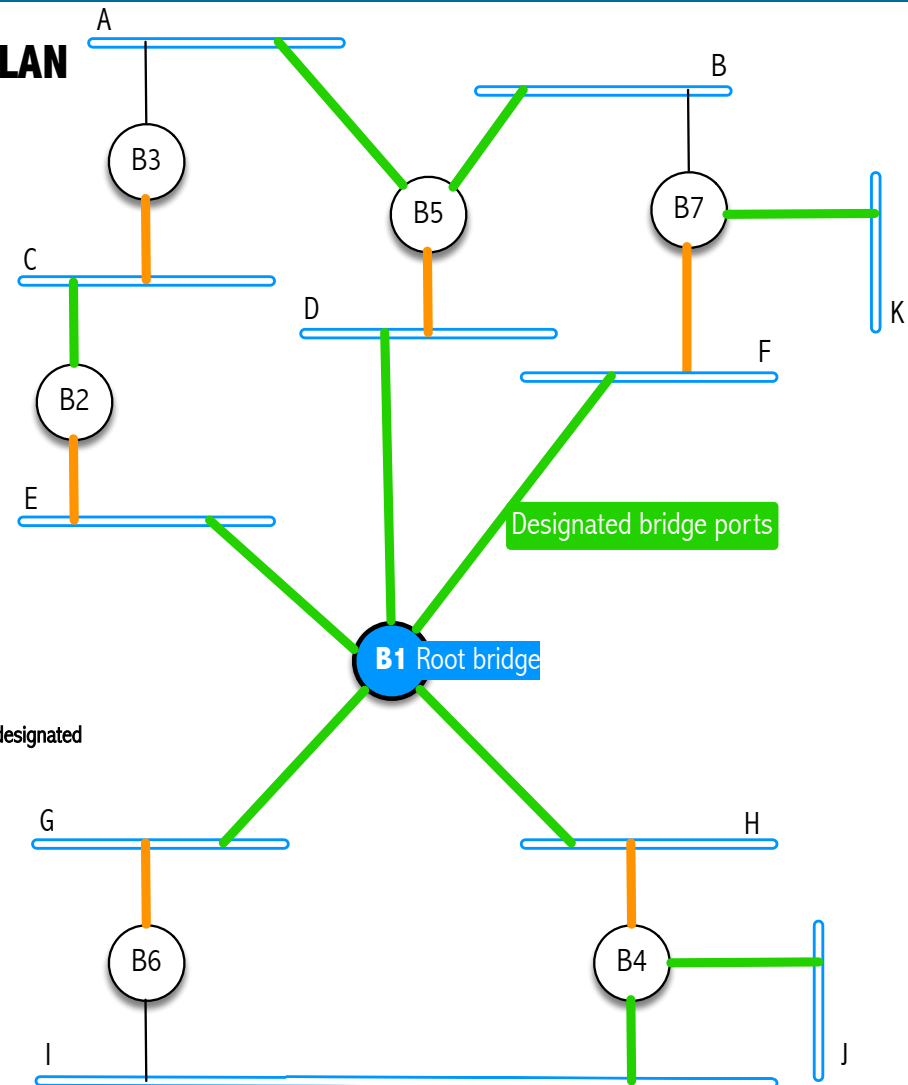 A
LAN
B
B3
B5
B7
C
D
K
F
B2
E
Designated bridge ports
B1 Root bridge
designated
G
H
B6
B4
I
J